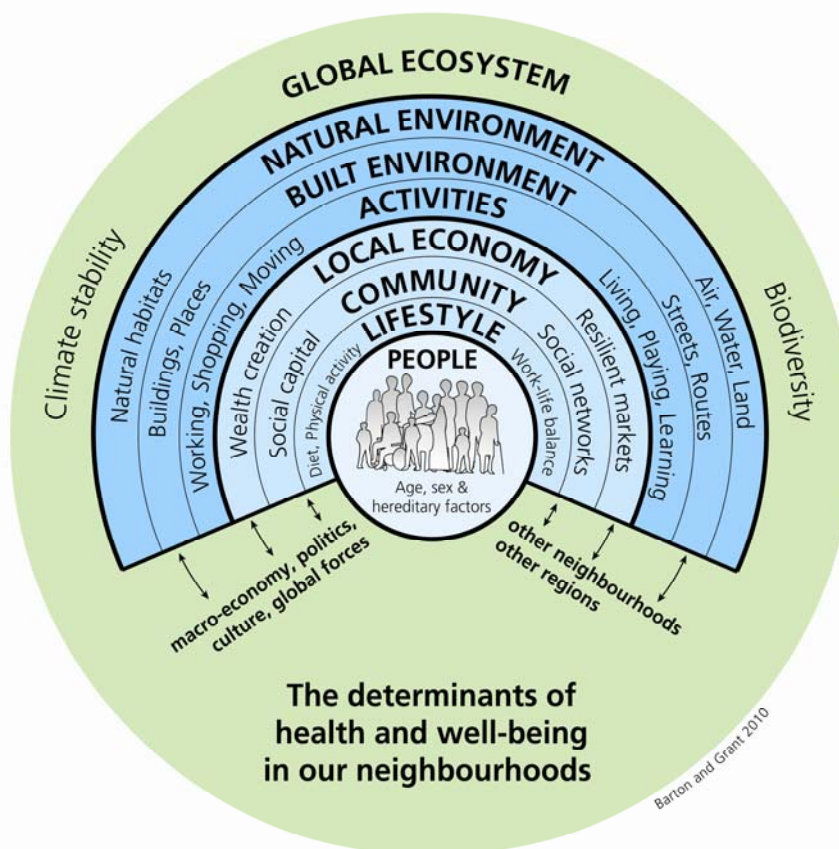 GLOBAL ECOSYSTEM
NATURAL ENVIRONMENT
BUILT ENVIRONMENT
ACTIVITIES
LOCAL ECONOMY
COMMUNITY
LIFESTYLE
PEOPLE
Age, sex &
hereditary factors
Climate stability
Natural habitats
Buildings, Places
Working, Shopping, Moving
Wealth creation
Social capital
Diet, Physical activity
Work-life balance
Social networks
Resilient markets
Living, Playing, Learning
Streets, Routes
Air, Water, Land
Biodiversity
macro-economy, politics,
culture, global forces
other neighbourhoods
other regions
The determinants of
health and well-being
in our neighbourhoods
Barton and Grant 2010